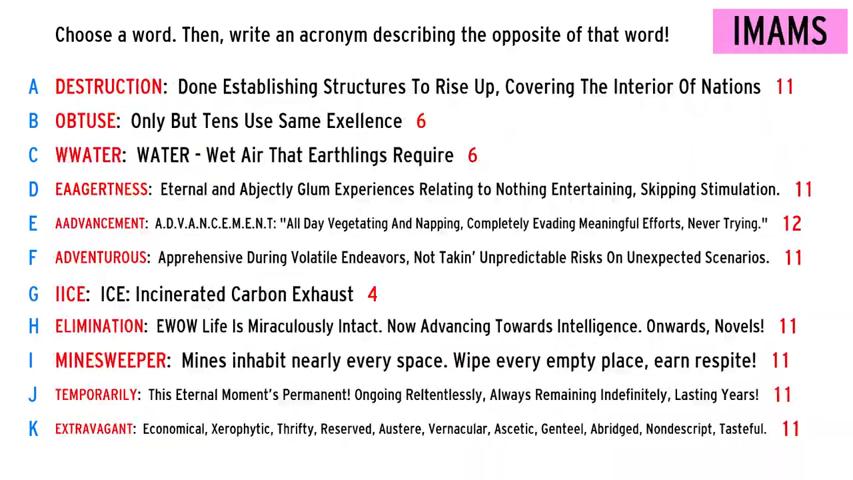 Choose a word. Then, write an acronym describing the opposite of that word!
IMAMS
A DESTRUCTION: Done Establishing Structures To Rise Up, Covering The Interior Of Nations 11
B OBTUSE: Only But Tens Use Same Exellence 6
C WWATER: WATER - Wet Air That Earthlings Require 6
D EAAGERTNESS: Eternal and Abjectly Glum Experiences Relating to Nothing Entertaining, Skipping Stimulation. 11
E AADVANCEMENT: A.D.V.A.N.C.E.M.E.N.T: "All Day Vegetating And Napping, Completely Evading Meaningful Efforts, Never Trying." 12
F ADVENTUROUS: Apprehensive During Volatile Endeavors, Not Takin' Unpredictable Risks On Unexpected Scenarios. 11
G IICE: ICE: Incinerated Carbon Exhaust 4
H ELIMINATION: EWOW Life Is Miraculously Intact. Now Advancing Towards Intelligence. Onwards, Novels! 11
I MINESWEEPER: Mines inhabit nearly every space. Wipe every empty place, earn respite! 11
J TEMPORARILY: This Eternal Moment's Permanent! Ongoing Reltentlessly, Always Remaining Indefinitely, Lasting Years! 11
K EXTRAVAGANT: Economical, Xerophytic, Thrifty, Reserved, Austere, Vernacular, Ascetic, Genteel, Abridged, Nondescript, Tasteful. 11